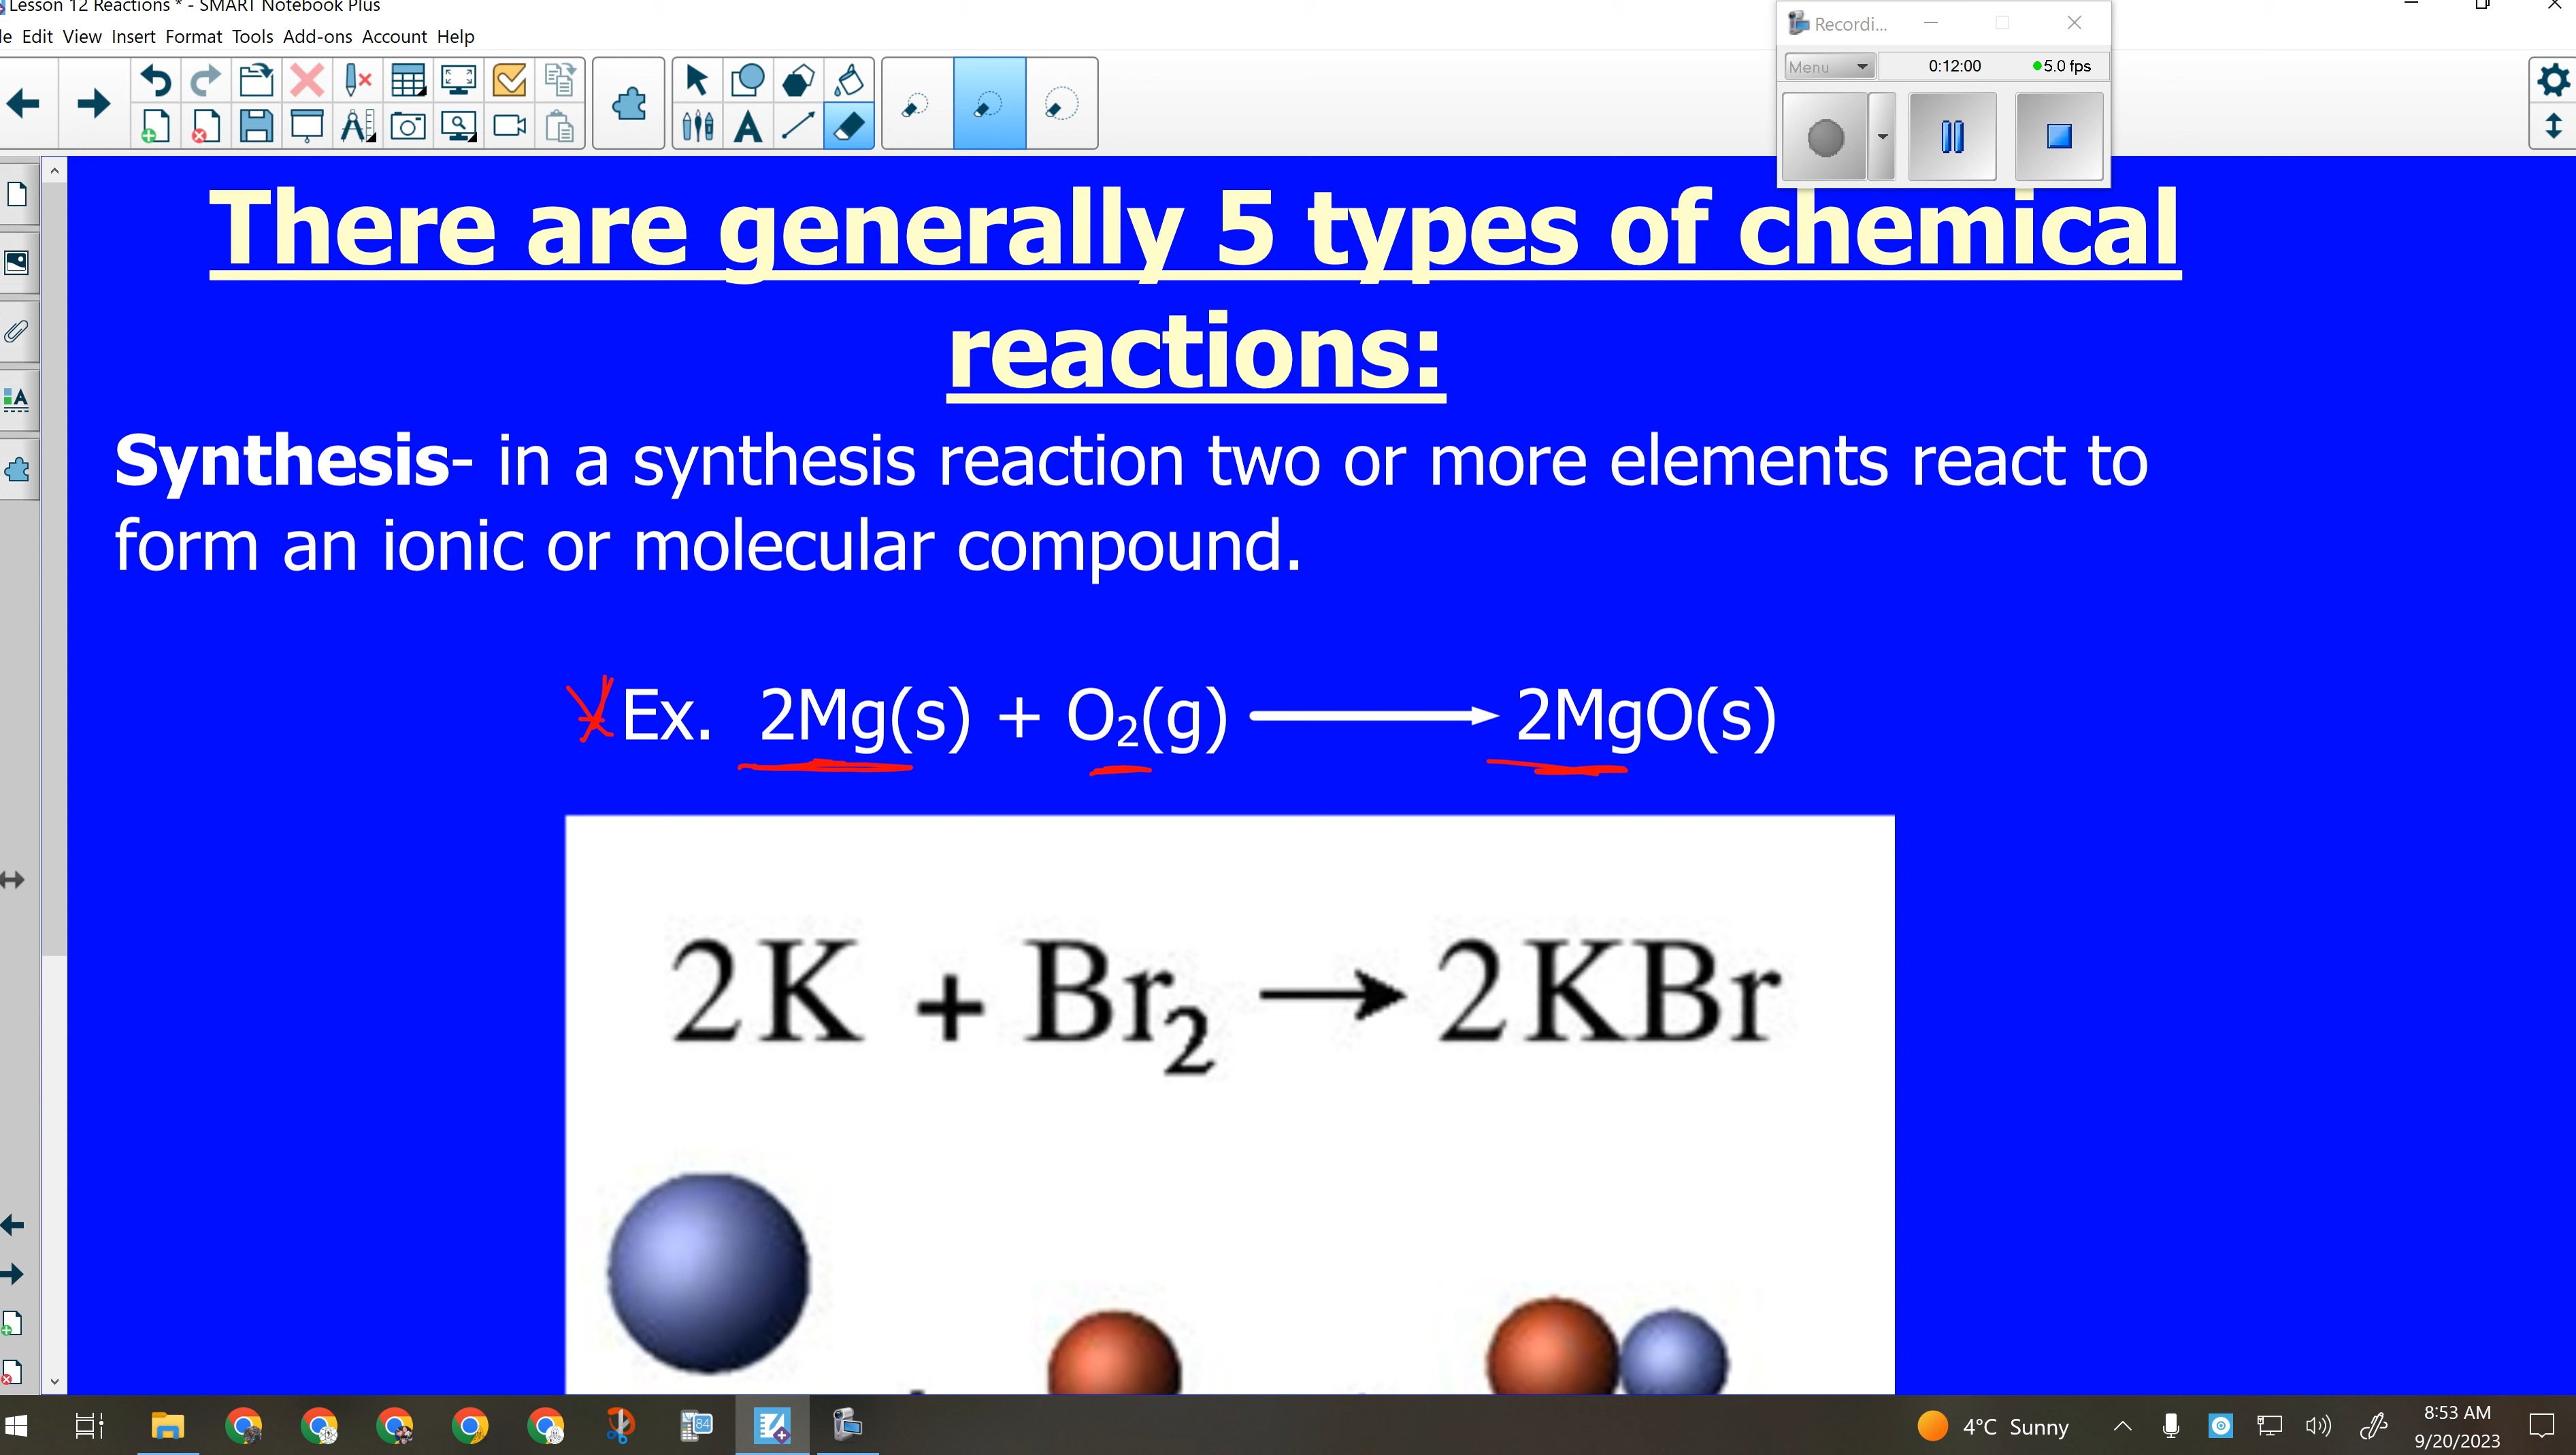 Lesson 12 Reactions * - SMART Notebook Plus
Edit View Insert Format Tools Add-ons Account Help
Recordi...
Menu
0:12:00
5.0 fps
There are generally 5 types of chemical
reactions:
Synthesis- in a synthesis reaction two or more elements react to
form an ionic or molecular compound.
Ex. 2Mg(s) + O₂(g) → 2MgO(s)
2K + Br₂ → 2KBr
84
4°C Sunny
8:53 AM
9/20/2023